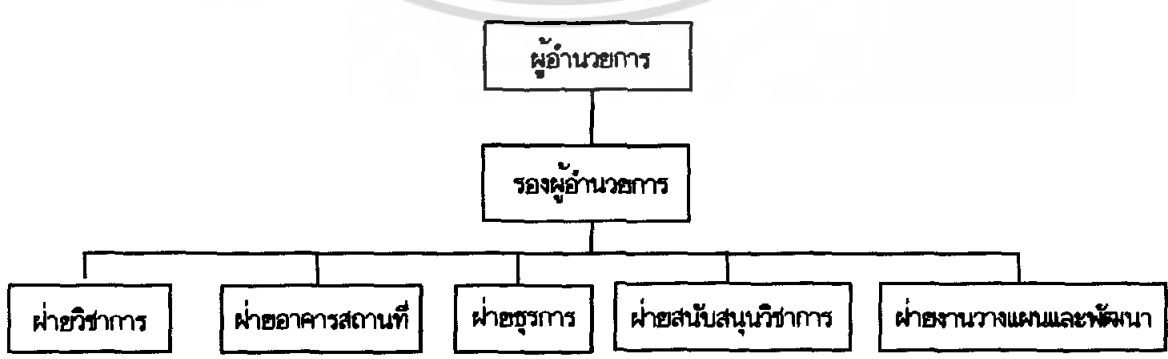 ผู้อำนวยการ
รองผู้อำนวยการ
ฝ่ายวิชาการ ฝ่ายอาคารสถานที่ ฝ่ายธุรการ ฝ่ายสนับสนุนวิชาการ ฝ่ายงานวางแผนและพัฒนา